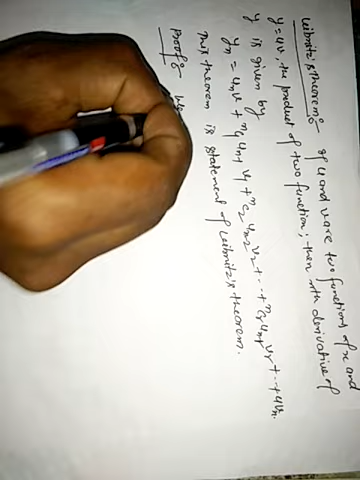 Leibnitz's theorem : If u and v are two functions of x and
y = uv, the product of two function; then nth derivative of
y is given by
yₙ = uₙv + ⁿC₁ uₙ₋₁ v₁ + ⁿC₂ uₙ₋₂ v₂ + ... + ⁿCᵣ uₙ₋ᵣ vᵣ + ... + uvₙ.
This theorem is statement of Leibnitz's theorem.
Proof: We